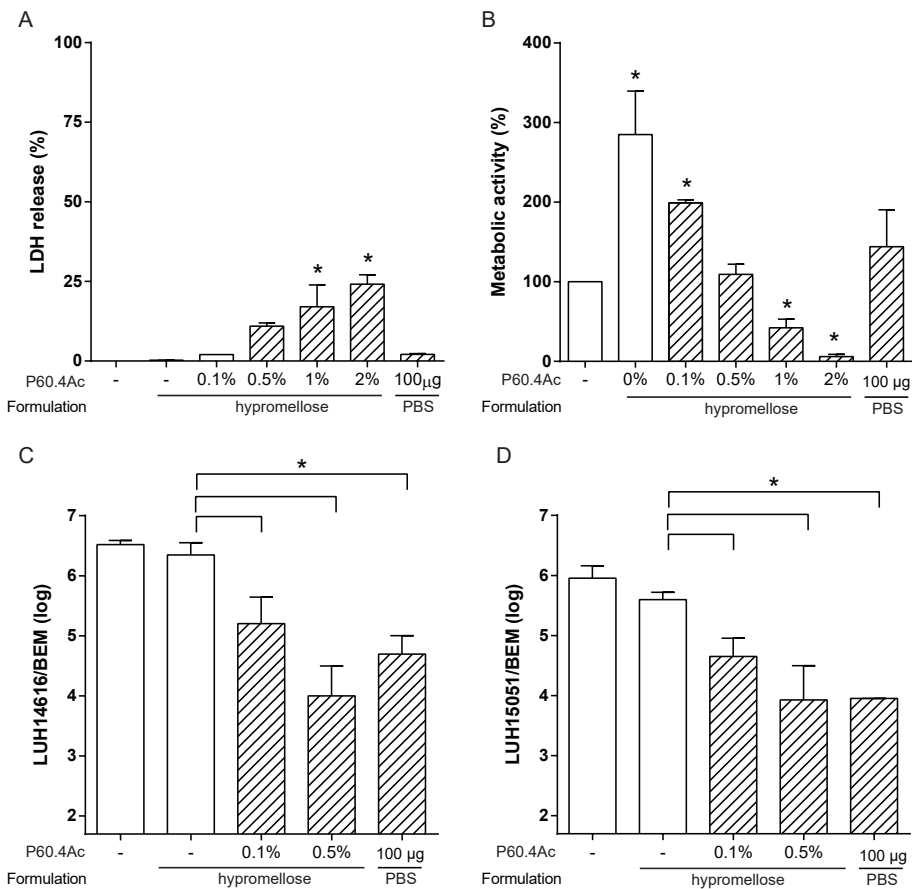 A
LDH release (%)
100
75
50
25
0
* *
P60.4Ac - - 0.1% 0.5% 1% 2% 100µg
Formulation hypromellose PBS
B
Metabolic activity (%)
400
300
200
100
0
* * * *
P60.4Ac - 0% 0.1% 0.5% 1% 2% 100 µg
Formulation hypromellose PBS
C
LUH14616/BEM (log)
7
6
5
4
3
2
*
P60.4Ac - - 0.1% 0.5% 100 µg
Formulation hypromellose PBS
D
LUH15051/BEM (log)
7
6
5
4
3
2
*
P60.4Ac - - 0.1% 0.5% 100 µg
Formulation hypromellose PBS